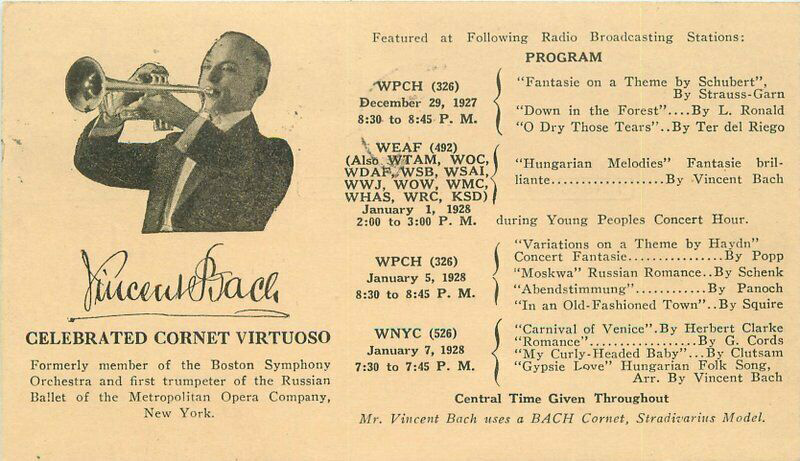 Vincent Bach
CELEBRATED CORNET VIRTUOSO
Formerly member of the Boston Symphony
Orchestra and first trumpeter of the Russian
Ballet of the Metropolitan Opera Company,
New York.
Featured at Following Radio Broadcasting Stations:
PROGRAM
WPCH (326)
December 29, 1927
8:30 to 8:45 P. M.
"Fantasie on a Theme by Schubert",
By Strauss-Garn
"Down in the Forest"....By L. Ronald
"O Dry Those Tears"..By Ter del Riego
WEAF (492)
(Also WTAM, WOC,
WDAF, WSB, WSAI,
WWJ, WOW, WMC,
WHAS, WRC, KSD)
January 1, 1928
2:00 to 3:00 P. M.
"Hungarian Melodies" Fantasie bril-
liante..................By Vincent Bach
during Young Peoples Concert Hour.
WPCH (326)
January 5, 1928
8:30 to 8:45 P. M.
"Variations on a Theme by Haydn"
Concert Fantasie...............By Popp
"Moskwa" Russian Romance..By Schenk
"Abendstimmung"...........By Panoch
"In an Old-Fashioned Town"..By Squire
WNYC (526)
January 7, 1928
7:30 to 7:45 P. M.
"Carnival of Venice".By Herbert Clarke
"Romance".................By G. Cords
"My Curly-Headed Baby"...By Clutsam
"Gypsie Love" Hungarian Folk Song,
Arr. By Vincent Bach
Central Time Given Throughout
Mr. Vincent Bach uses a BACH Cornet, Stradivarius Model.